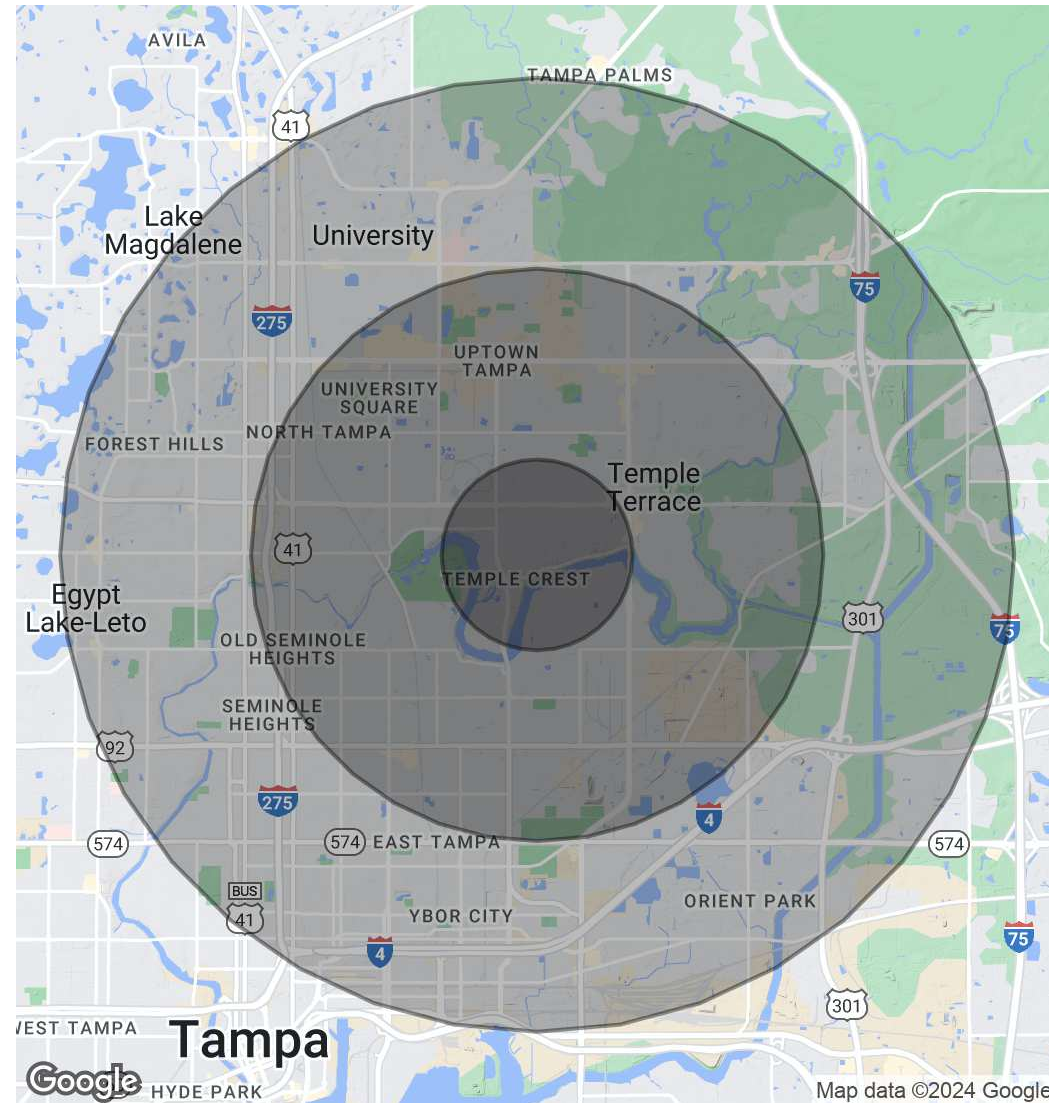 AVILA
TAMPA PALMS
41
Lake
Magdalene
University
75
275
UPTOWN
TAMPA
UNIVERSITY
SQUARE
NORTH TAMPA
FOREST HILLS
Temple
Terrace
41
TEMPLE CREST
Egypt
Lake-Leto
301
75
OLD SEMINOLE
HEIGHTS
SEMINOLE
HEIGHTS
92
275
4
574
574
EAST TAMPA
574
BUS
41
YBOR CITY
ORIENT PARK
4
75
301
WEST TAMPA
Tampa
Google
HYDE PARK
Map data ©2024 Google